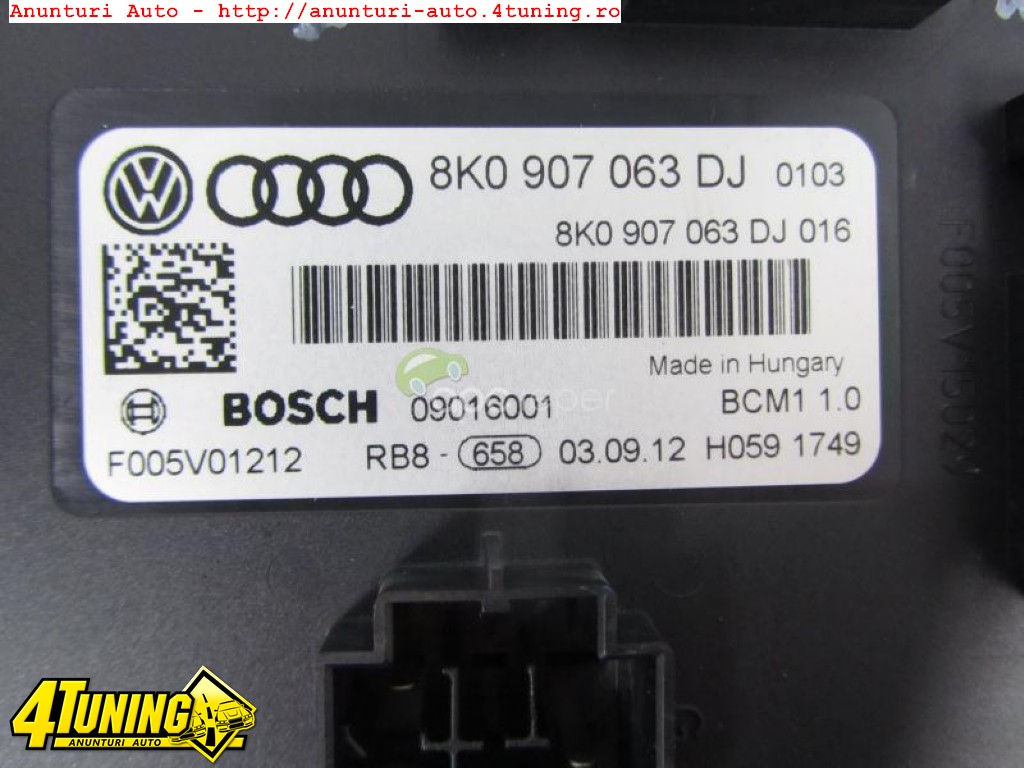 Anunturi Auto - http://anunturi-auto.4tuning.ro
8K0 907 063 DJ 0103
8K0 907 063 DJ 016
Made in Hungary
BOSCH 09016001 BCM1 1.0
F005V01212 RB8 - 658 03.09.12 H059 1749
4TUNING
ANUNTURI AUTO